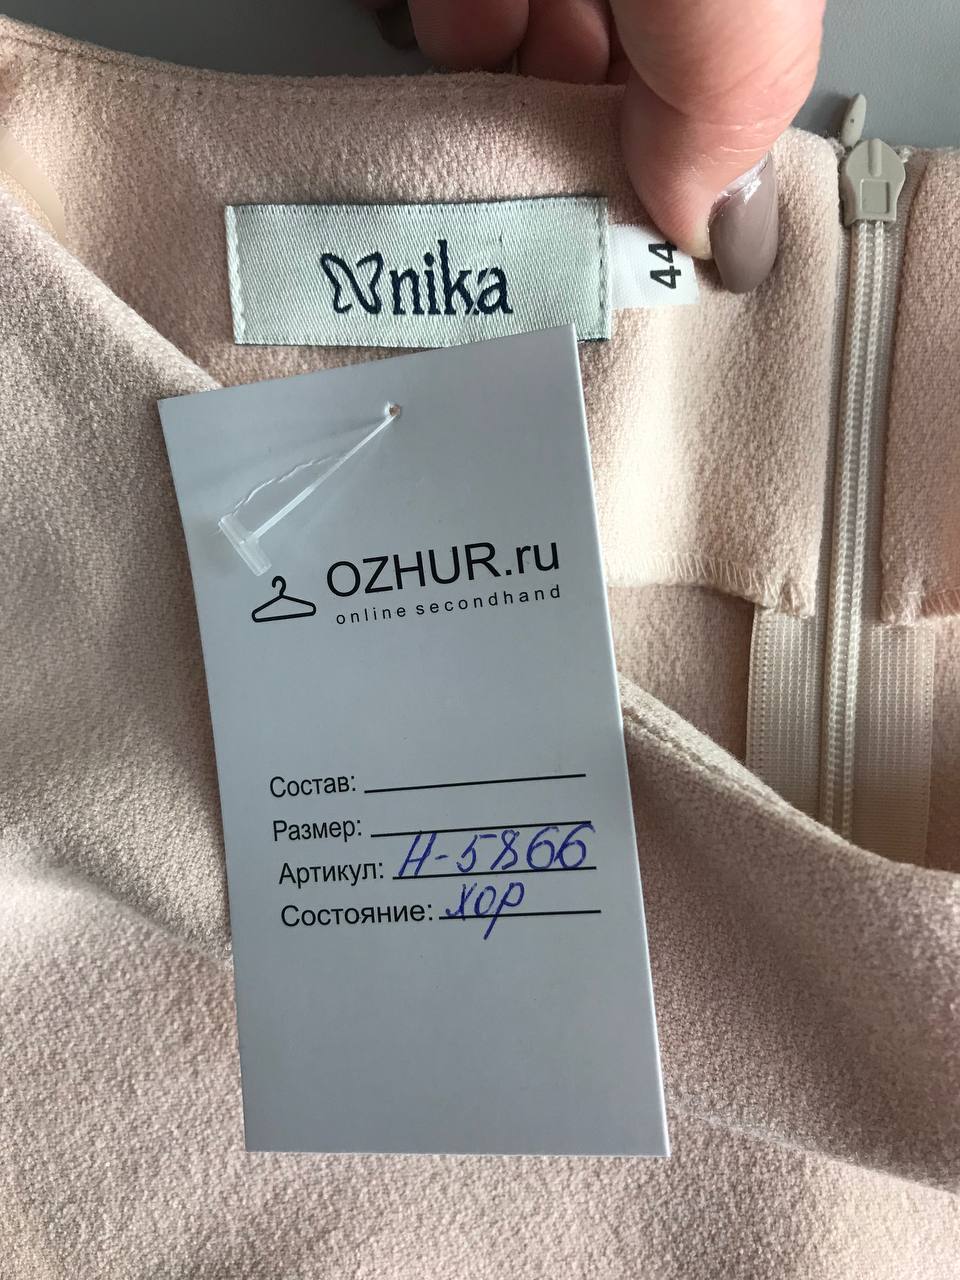 nika
44
OZHUR.ru
online secondhand
Состав:
Размер:
Артикул: Н-5866
Состояние: хор